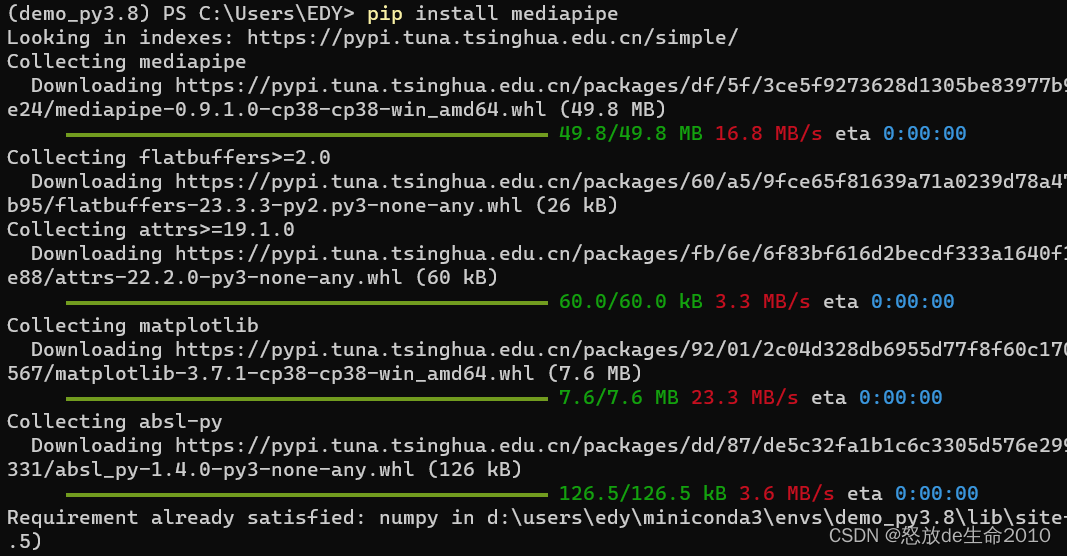 (demo_py3.8) PS C:\Users\EDY> pip install mediapipe
Looking in indexes: https://pypi.tuna.tsinghua.edu.cn/simple/
Collecting mediapipe
  Downloading https://pypi.tuna.tsinghua.edu.cn/packages/df/5f/3ce5f9273628d1305be83977b9
e24/mediapipe-0.9.1.0-cp38-cp38-win_amd64.whl (49.8 MB)
49.8/49.8 MB 16.8 MB/s eta 0:00:00
Collecting flatbuffers>=2.0
  Downloading https://pypi.tuna.tsinghua.edu.cn/packages/60/a5/9fce65f81639a71a0239d78a47
b95/flatbuffers-23.3.3-py2.py3-none-any.whl (26 kB)
Collecting attrs>=19.1.0
  Downloading https://pypi.tuna.tsinghua.edu.cn/packages/fb/6e/6f83bf616d2becdf333a1640f1
e88/attrs-22.2.0-py3-none-any.whl (60 kB)
60.0/60.0 kB 3.3 MB/s eta 0:00:00
Collecting matplotlib
  Downloading https://pypi.tuna.tsinghua.edu.cn/packages/92/01/2c04d328db6955d77f8f60c170
567/matplotlib-3.7.1-cp38-cp38-win_amd64.whl (7.6 MB)
7.6/7.6 MB 23.3 MB/s eta 0:00:00
Collecting absl-py
  Downloading https://pypi.tuna.tsinghua.edu.cn/packages/dd/87/de5c32fa1b1c6c3305d576e299
331/absl_py-1.4.0-py3-none-any.whl (126 kB)
126.5/126.5 kB 3.6 MB/s eta 0:00:00
Requirement already satisfied: numpy in d:\users\edy\miniconda3\envs\demo_py3.8\lib\site-
.5)
CSDN @怒放de生命2010